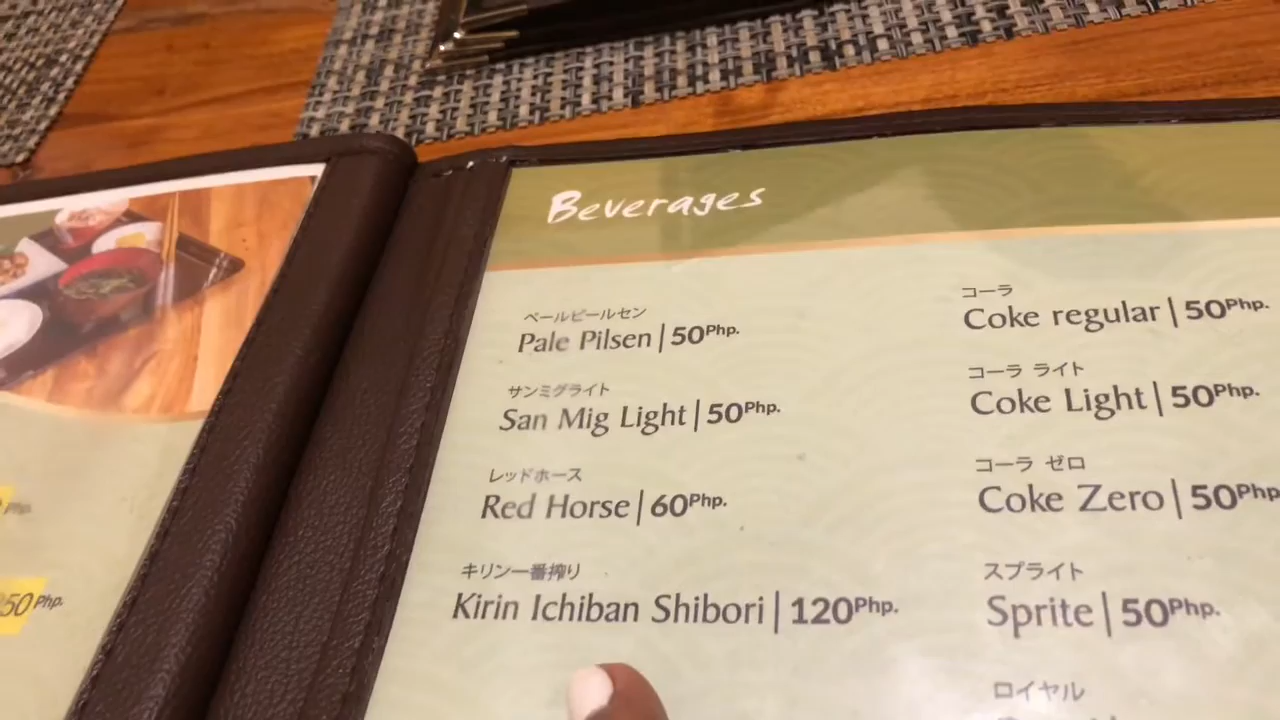 Beverages
ペールピールセン
Pale Pilsen | 50Php.
サンミグライト
San Mig Light | 50Php.
レッドホース
Red Horse | 60Php.
キリン一番搾り
Kirin Ichiban Shibori | 120Php.
コーラ
Coke regular | 50Php.
コーラ ライト
Coke Light | 50Php.
コーラ ゼロ
Coke Zero | 50Php
スプライト
Sprite | 50Php.
ロイヤル
Php.
50Php.